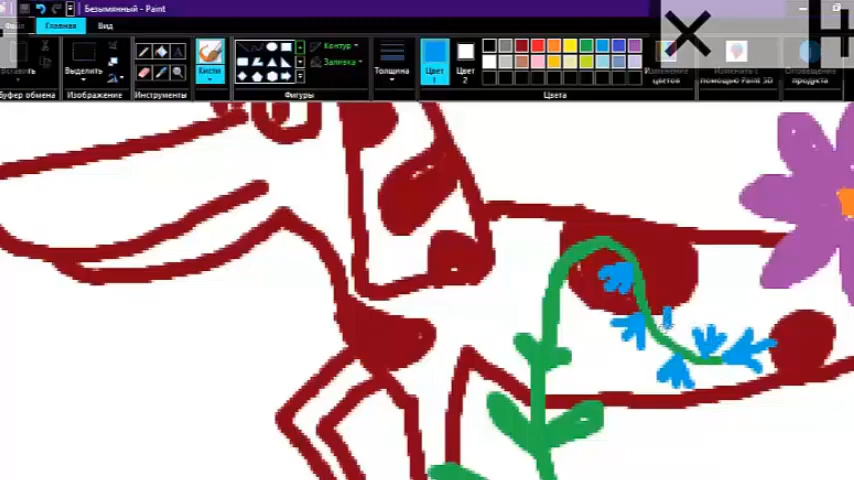 Безымянный - Paint
Файл Главная Вид
Вставить Выделить Кисти Контур Заливка Толщина Цвет 1 Цвет 2 Изменение цветов Изменить с помощью Paint 3D Оповещение продукта
Буфер обмена Изображение Инструменты Фигуры Цвета